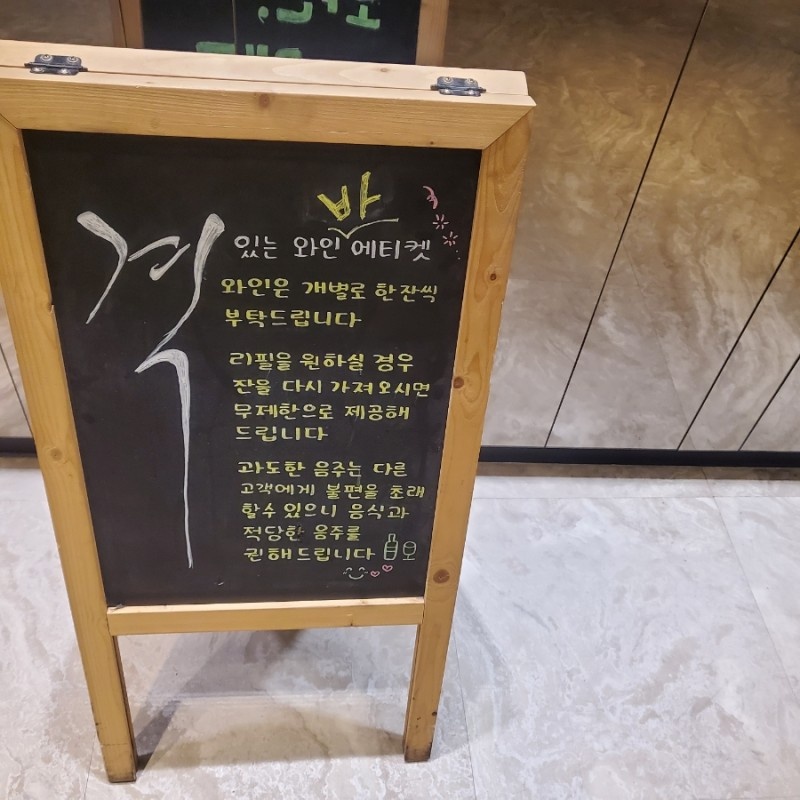 격 있는 와인 바 에티켓
와인은 개별로 한잔씩
부탁드립니다
리필을 원하실 경우
잔을 다시 가져오시면
무제한으로 제공해
드립니다
과도한 음주는 다른
고객에게 불편을 초래
할수 있으니 음식과
적당한 음주를
권해드립니다